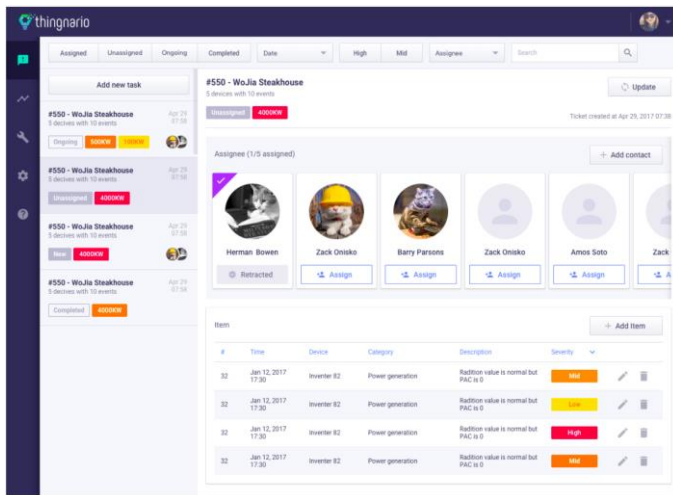 thingnario
Assigned Unassigned Ongoing Completed Date High Mid Assignee Search
Add new task
#550 - WoJia Steakhouse Apr 29
5 decives with 10 events 07:58
Ongoing 500KW 100KW
#550 - WoJia Steakhouse Apr 29
5 decives with 10 events 07:58
Unassigned 4000KW
#550 - WoJia Steakhouse Apr 29
5 decives with 10 events 07:58
New 4000KW
#550 - WoJia Steakhouse Apr 29
5 decives with 10 events 07:58
Completed 4000KW
#550 - WoJia Steakhouse
5 devices with 10 events
Update
Unassigned 4000KW
Ticket created at Apr 29, 2017 07:38
Assignee (1/5 assigned)
+ Add contact
Herman Bowen Zack Onisko Barry Parsons Zack Onisko Amos Soto Zack
Retracted Assign Assign Assign Assign A
Item
+ Add Item
# Time Device Category Description Severity
32 Jan 12, 2017 Inventer 82 Power generation Radition value is normal but Mid
17:30 PAC is 0
32 Jan 12, 2017 Inventer 82 Power generation Radition value is normal but Low
17:30 PAC is 0
32 Jan 12, 2017 Inventer 82 Power generation Radition value is normal but High
17:30 PAC is 0
32 Jan 12, 2017 Inventer 82 Power generation Radition value is normal but Mid
17:30 PAC is 0